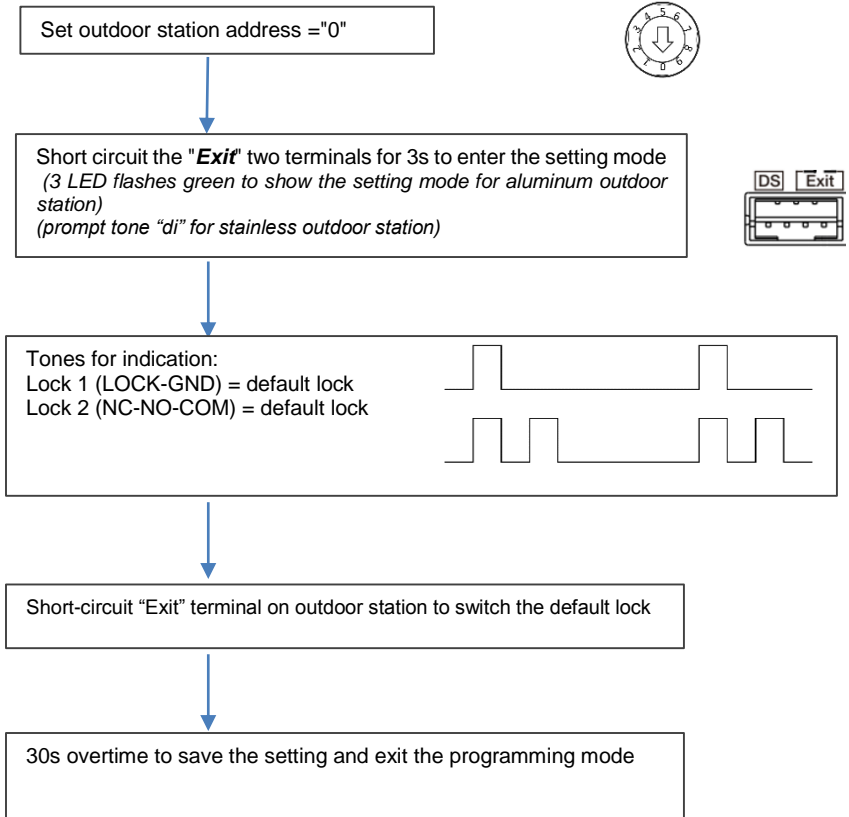 Set outdoor station address ="0"
Short circuit the "Exit" two terminals for 3s to enter the setting mode
(3 LED flashes green to show the setting mode for aluminum outdoor
station)
(prompt tone “di” for stainless outdoor station)
DS Exit
Tones for indication:
Lock 1 (LOCK-GND) = default lock
Lock 2 (NC-NO-COM) = default lock
Short-circuit “Exit” terminal on outdoor station to switch the default lock
30s overtime to save the setting and exit the programming mode